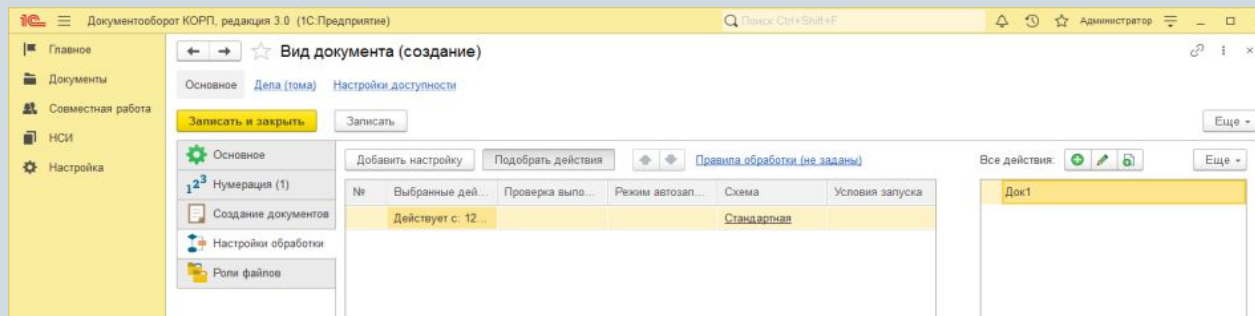 1С Документооборот КОРП, редакция 3.0 (1С:Предприятие) Поиск Ctrl+Shift+F Администратор
Главное
Документы
Совместная работа
НСИ
Настройка
Вид документа (создание)
Основное Дела (тома) Настройки доступности
Записать и закрыть Записать Еще
Основное
Нумерация (1)
Создание документов
Настройки обработки
Роли файлов
Добавить настройку Подобрать действия Правила обработки (не заданы) Все действия: Еще
№ Выбранные дей... Проверка выпо... Режим автозап... Схема Условия запуска
Действует с: 12... Стандартная
Док1